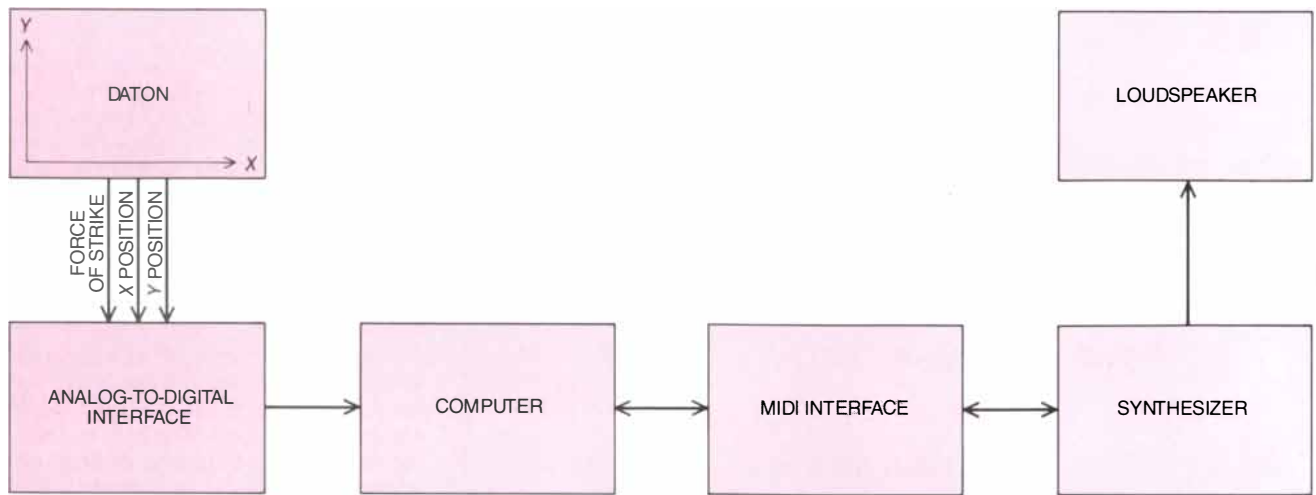 Y
DATON
X
LOUDSPEAKER
FORCE
OF STRIKE
X POSITION
Y POSITION
ANALOG-TO-DIGITAL
INTERFACE
COMPUTER
MIDI INTERFACE
SYNTHESIZER